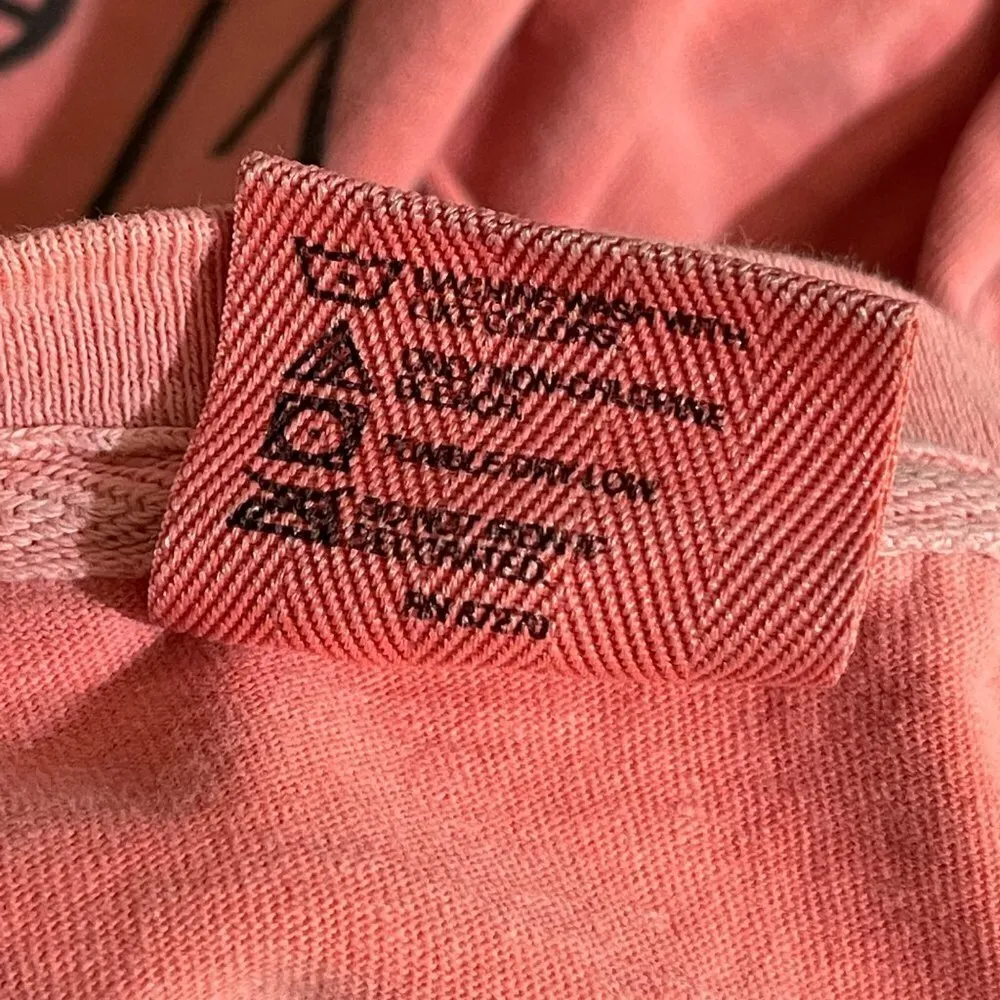 MACHINE WASH WITH
LIKE COLORS.
ONLY NON-CHLORINE
BLEACH
TUMBLE DRY LOW
DO NOT IRON IF
DECORATED.
RN 67270